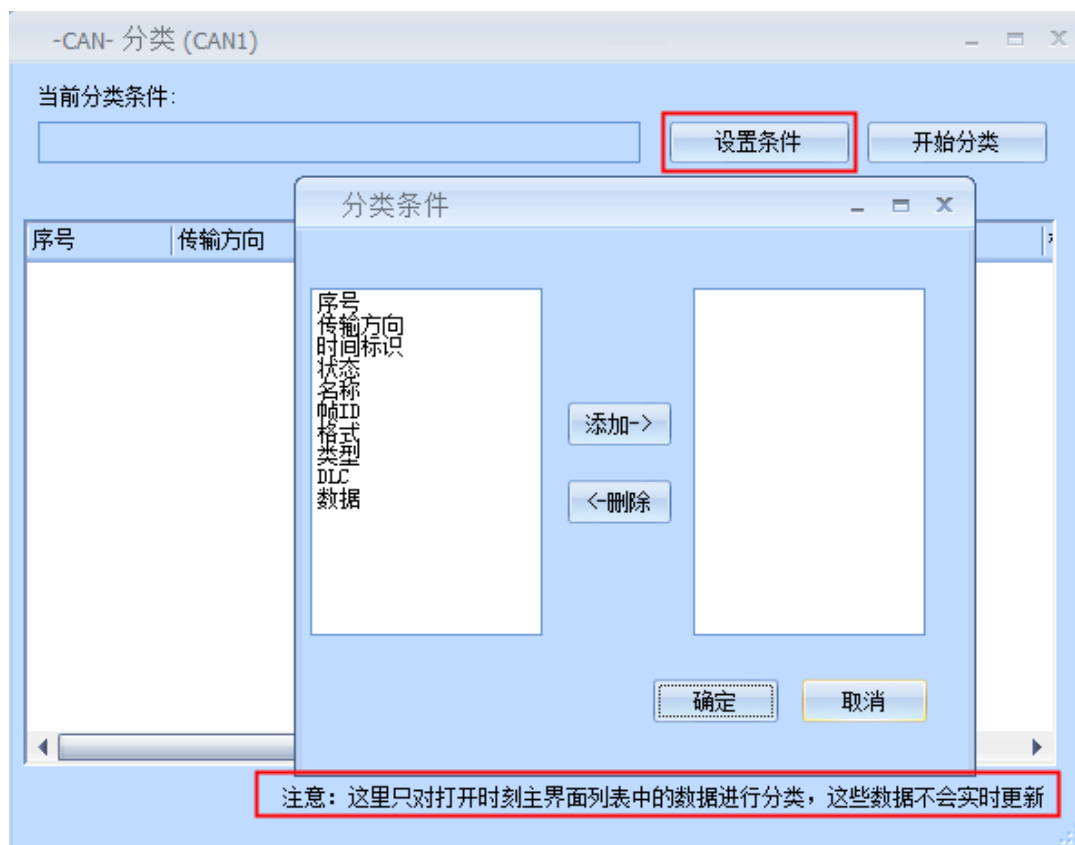 -CAN- 分类 (CAN1)
当前分类条件:
设置条件
开始分类
序号
传输方向
分类条件
序号
传输方向
时间标识
状态
名称
帧ID
格式
类型
DLC
数据
添加->
<-删除
确定
取消
注意: 这里只对打开时刻主界面列表中的数据进行分类，这些数据不会实时更新